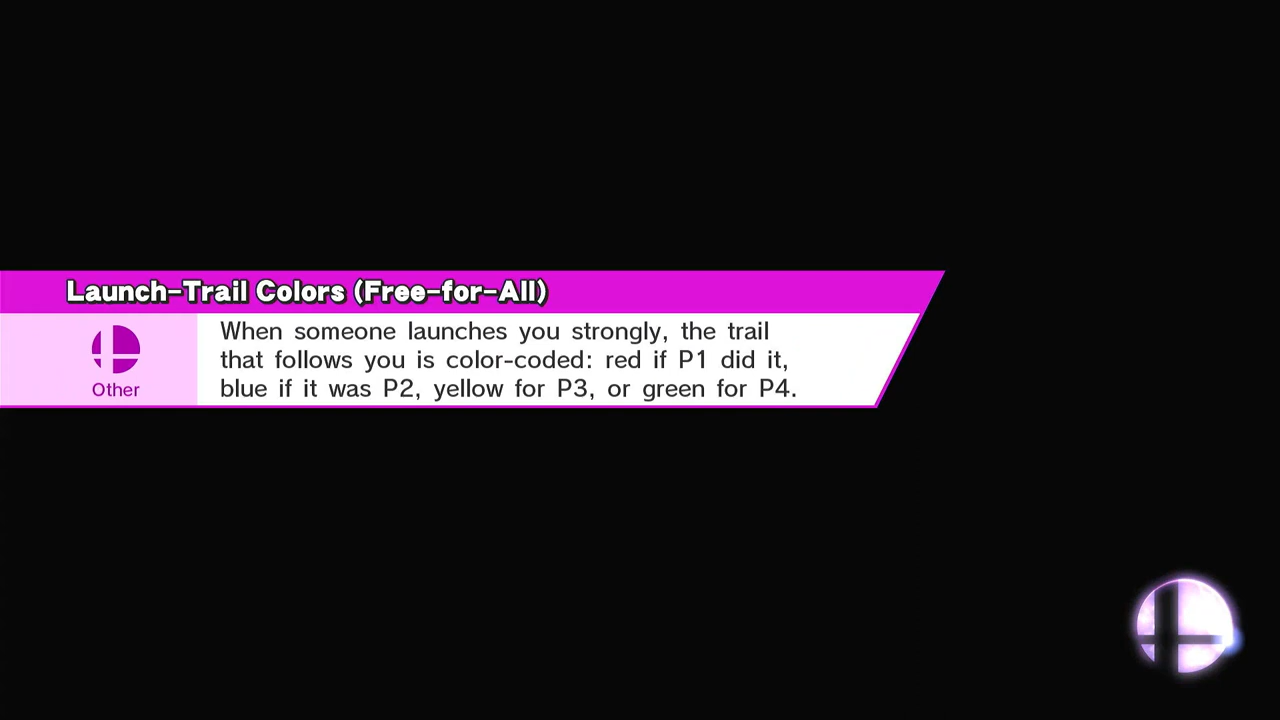 Launch-Trail Colors (Free-for-All)
Other
When someone launches you strongly, the trail
that follows you is color-coded: red if P1 did it,
blue if it was P2, yellow for P3, or green for P4.